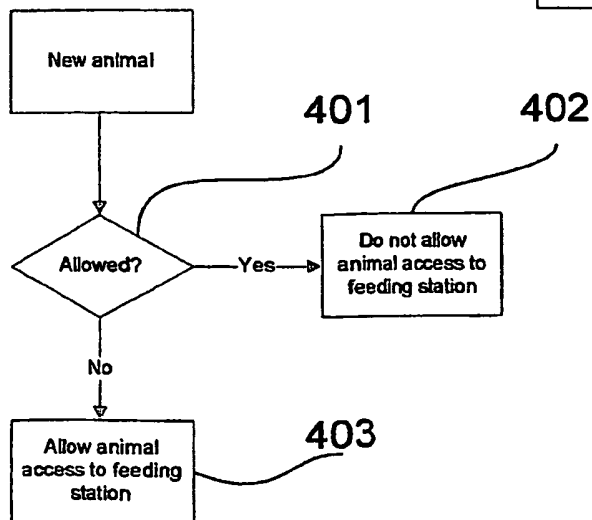 New animal
401
402
Allowed?
Yes
Do not allow
animal access to
feeding station
No
Allow animal
access to feeding
station
403